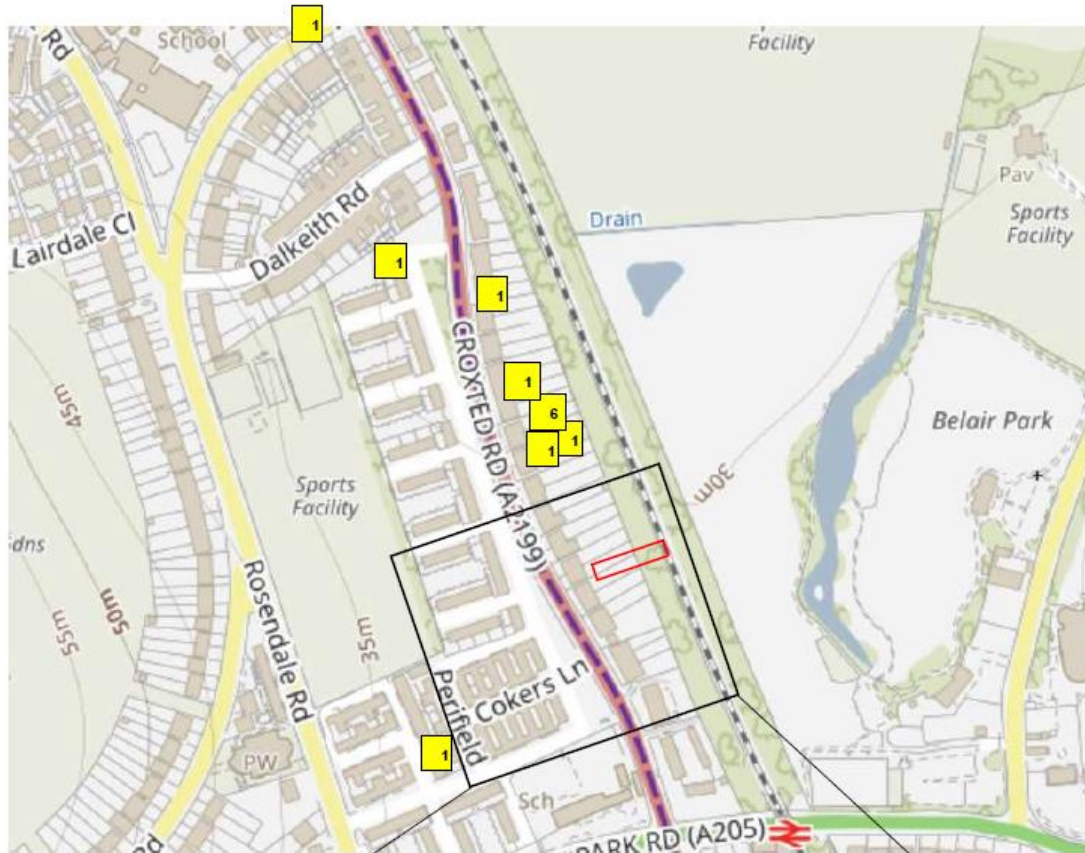 1
School
Facility
Rd
Pav
Sports
Facility
Drain
Lairdale Cl
Dalkeith Rd
1
1
CROXTED RD (A2199)
45m
1
6
1
1
Belair Park
30m
Sports
Facility
dns
50m
55m
Rosendale Rd
35m
Perifield
Cokers Ln
1
PW
Sch
PARK RD (A205)